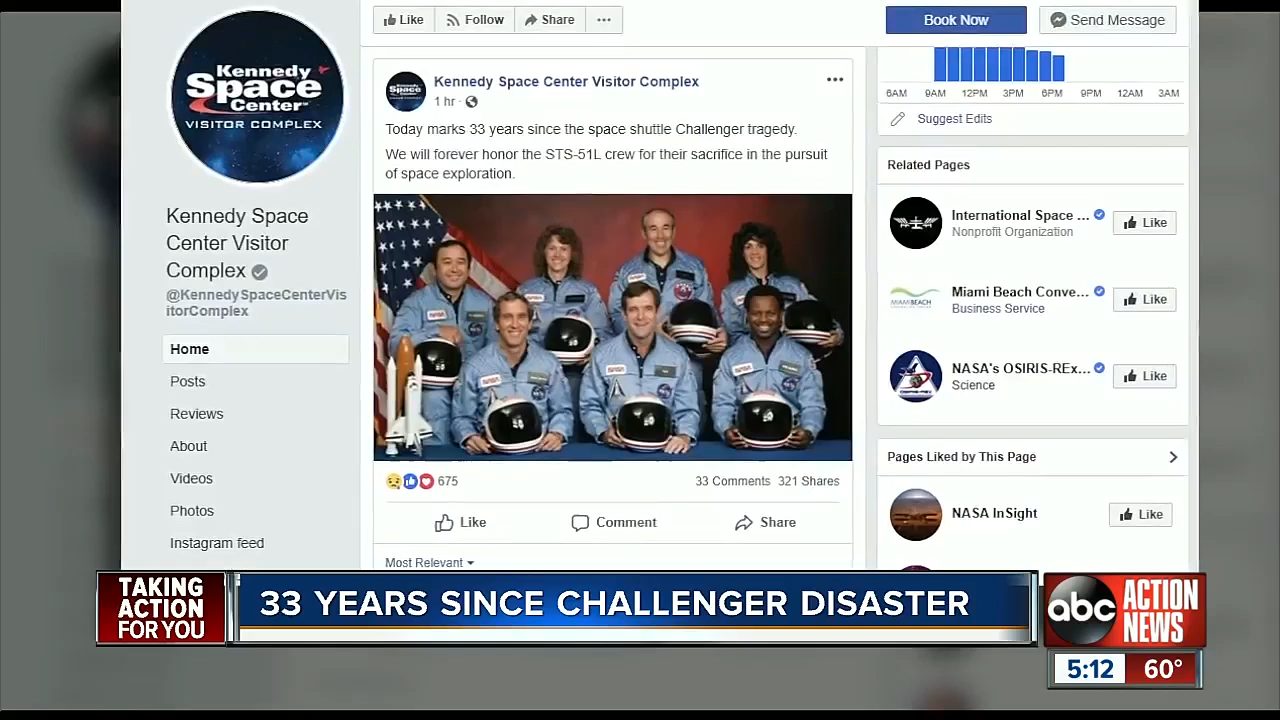 Kennedy
Space
Center
VISITOR COMPLEX
Kennedy Space
Center Visitor
Complex
@KennedySpaceCenterVis
itorComplex
Home
Posts
Reviews
About
Videos
Photos
Instagram feed
Like
Follow
Share
Book Now
Send Message
Kennedy Space Center Visitor Complex
1 hr ·
Today marks 33 years since the space shuttle Challenger tragedy.
We will forever honor the STS-51L crew for their sacrifice in the pursuit
of space exploration.
675
33 Comments 321 Shares
Like
Comment
Share
Most Relevant
6AM 9AM 12PM 3PM 6PM 9PM 12AM 3AM
Suggest Edits
Related Pages
International Space ...
Nonprofit Organization
Like
MIAMIBEACH
Miami Beach Conve...
Business Service
Like
NASA's OSIRIS-REx...
Science
Like
Pages Liked by This Page
NASA InSight
Like
TAKING
ACTION
FOR YOU
33 YEARS SINCE CHALLENGER DISASTER
abc
ACTION
NEWS
5:12 60°